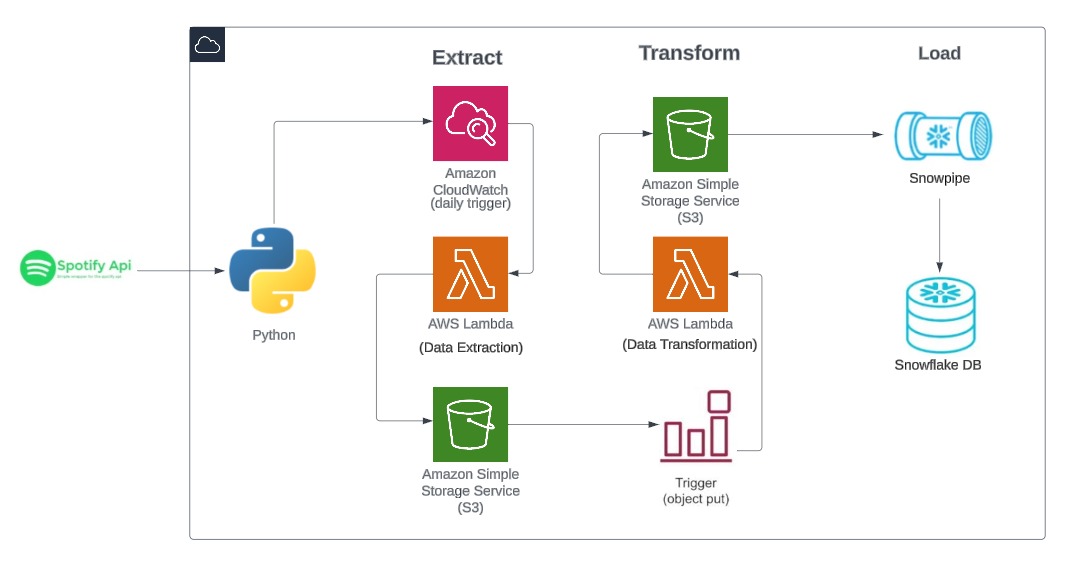 Extract
Transform
Load
Amazon
CloudWatch
(daily trigger)
Amazon Simple
Storage Service
(S3)
Snowpipe
Spotify Api
Python
AWS Lambda
(Data Extraction)
AWS Lambda
(Data Transformation)
Snowflake DB
Amazon Simple
Storage Service
(S3)
Trigger
(object put)